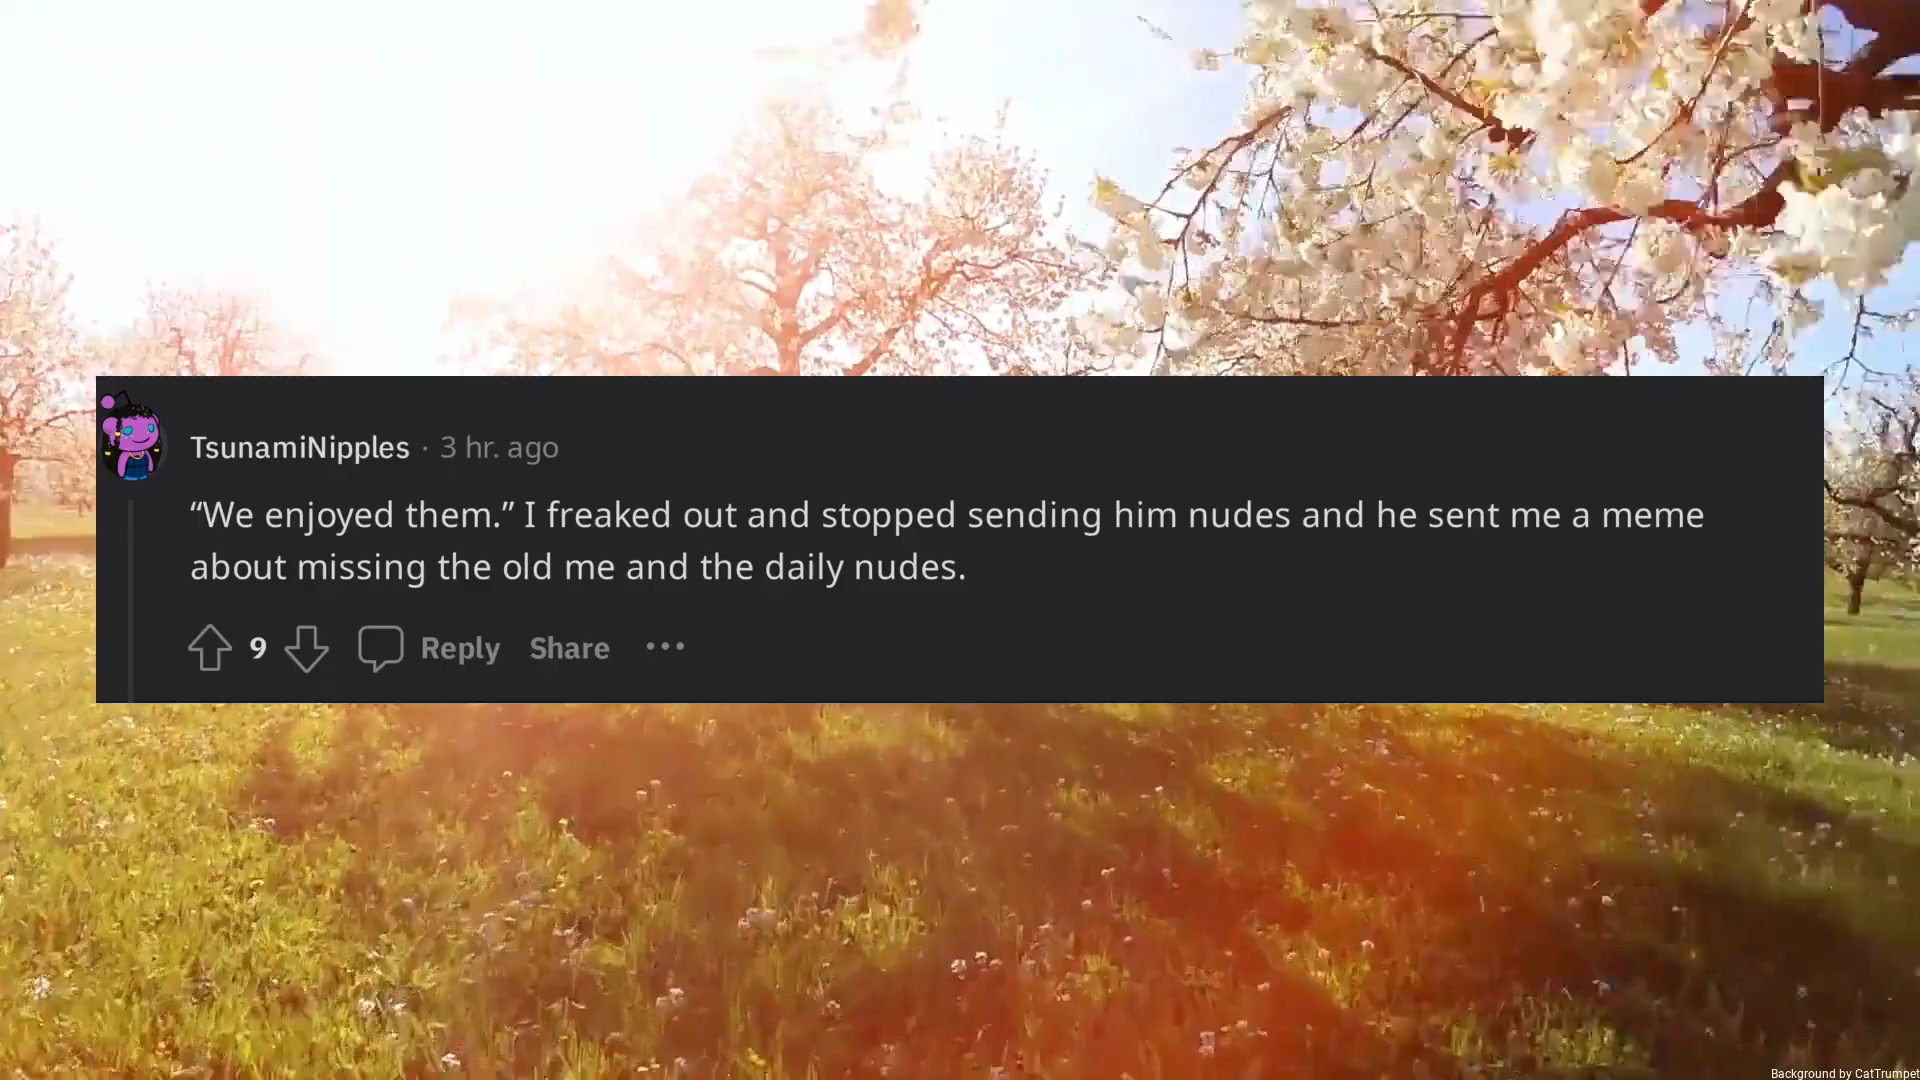 TsunamiNipples · 3 hr. ago
“We enjoyed them.” I freaked out and stopped sending him nudes and he sent me a meme
about missing the old me and the daily nudes.
9 Reply Share •••
Background by CatTrumpet